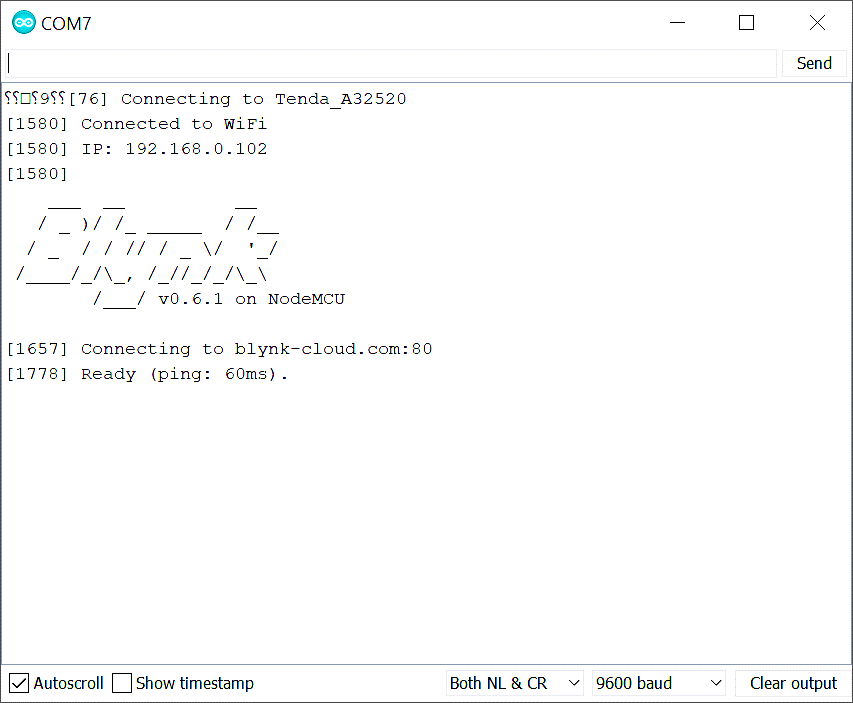 COM7
Send
⸮⸮□⸮9⸮⸮[76] Connecting to Tenda_A32520
[1580] Connected to WiFi
[1580] IP: 192.168.0.102
[1580]
    ___  __          __
   / _ )/ /_ _____  / /__
  / _  / / // / _ \/  '_/
 /____/_/\_, /_//_/_/\_\
        /___/ v0.6.1 on NodeMCU
[1657] Connecting to blynk-cloud.com:80
[1778] Ready (ping: 60ms).
Autoscroll Show timestamp Both NL & CR 9600 baud Clear output